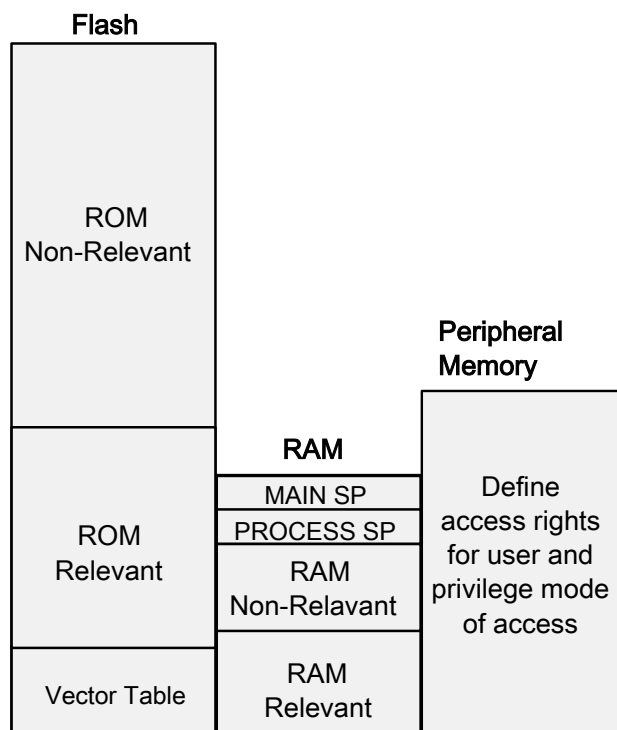 Flash
ROM
Non-Relevant
ROM
Relevant
Vector Table
RAM
MAIN SP
PROCESS SP
RAM
Non-Relavant
RAM
Relevant
Peripheral
Memory
Define
access rights
for user and
privilege mode
of access